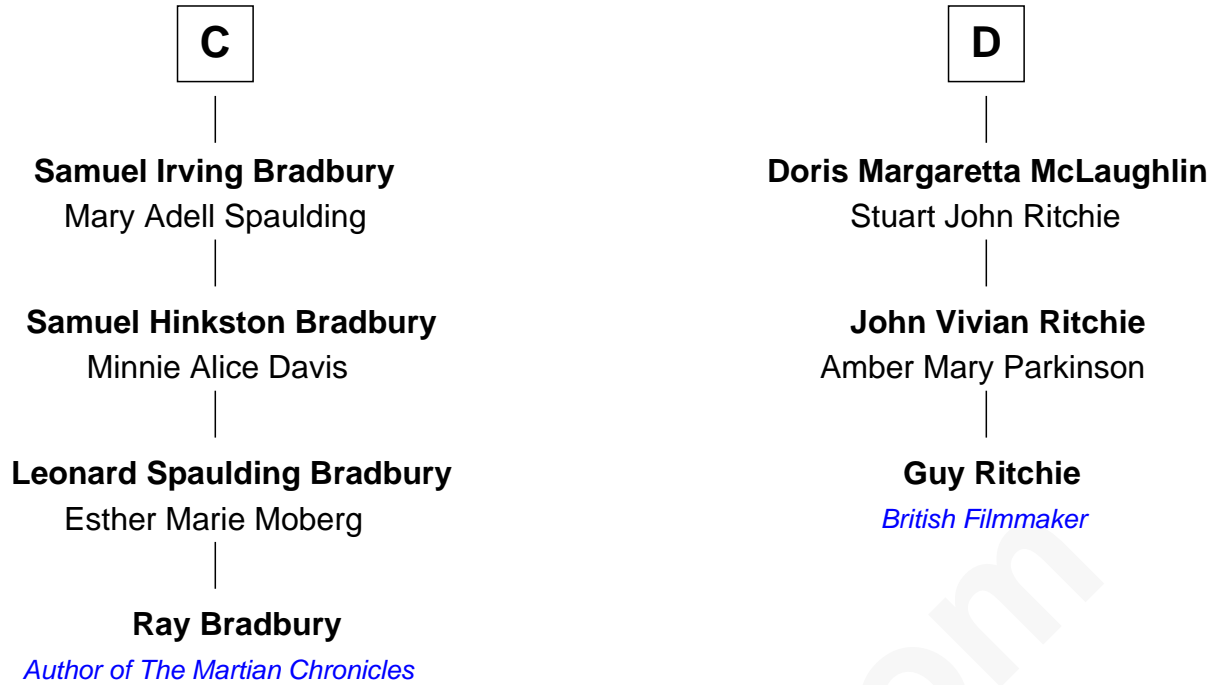 C
Samuel Irving Bradbury
Mary Adell Spaulding
Samuel Hinkston Bradbury
Minnie Alice Davis
Leonard Spaulding Bradbury
Esther Marie Moberg
Ray Bradbury
Author of The Martian Chronicles
D
Doris Margaretta McLaughlin
Stuart John Ritchie
John Vivian Ritchie
Amber Mary Parkinson
Guy Ritchie
British Filmmaker
om